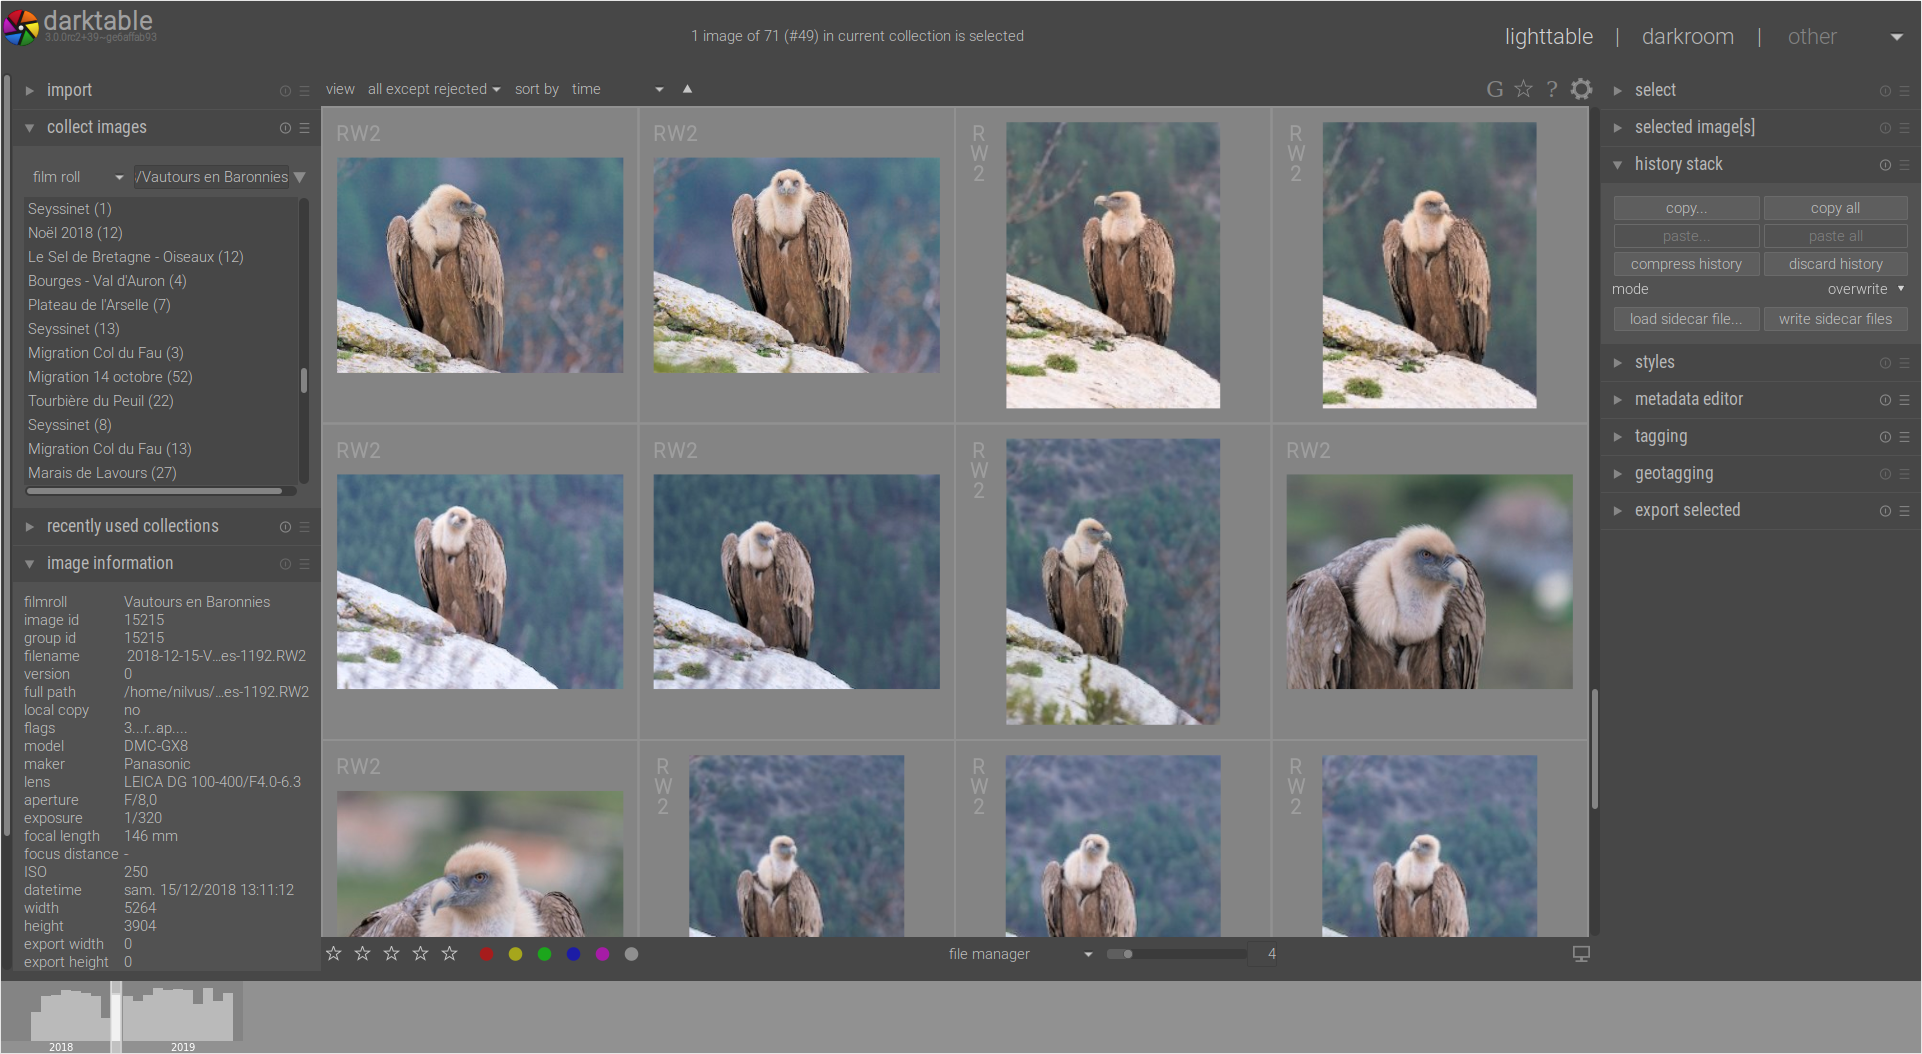 darktable
3.0.0rc2+39~ge6affab93
1 image of 71 (#49) in current collection is selected
lighttable | darkroom | other
import
collect images
film roll
/Vautours en Baronnies
Seyssinet (1)
Noël 2018 (12)
Le Sel de Bretagne - Oiseaux (12)
Bourges - Val d'Auron (4)
Plateau de l'Arselle (7)
Seyssinet (13)
Migration Col du Fau (3)
Migration 14 octobre (52)
Tourbière du Peuil (22)
Seyssinet (8)
Migration Col du Fau (13)
Marais de Lavours (27)
recently used collections
image information
filmroll Vautours en Baronnies
image id 15215
group id 15215
filename 2018-12-15-V...es-1192.RW2
version 0
full path /home/nilvus/...es-1192.RW2
local copy no
flags 3...r..ap....
model DMC-GX8
maker Panasonic
lens LEICA DG 100-400/F4.0-6.3
aperture F/8,0
exposure 1/320
focal length 146 mm
focus distance -
ISO 250
datetime sam. 15/12/2018 13:11:12
width 5264
height 3904
export width 0
export height 0
view all except rejected sort by time
G ?
RW2
RW2
RW2
RW2
RW2
RW2
RW2
RW2
RW2
RW2
RW2
RW2
file manager
4
select
selected image[s]
history stack
copy... copy all
paste... paste all
compress history discard history
mode overwrite
load sidecar file... write sidecar files
styles
metadata editor
tagging
geotagging
export selected
2018 2019